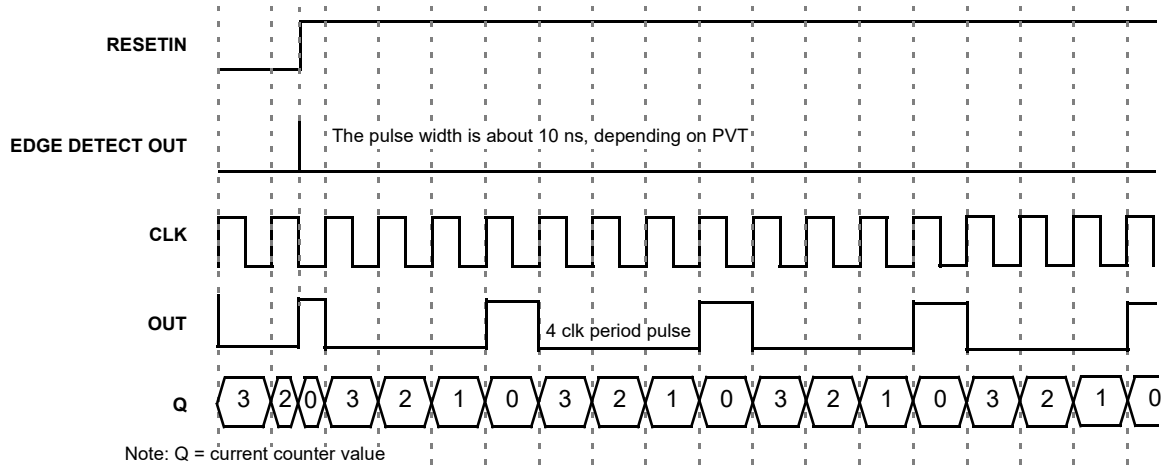 RESETIN
EDGE DETECT OUT
The pulse width is about 10 ns, depending on PVT
CLK
OUT
4 clk period pulse
Q
3 2 0 3 2 1 0 3 2 1 0 3 2 1 0 3 2 1 0
Note: Q = current counter value